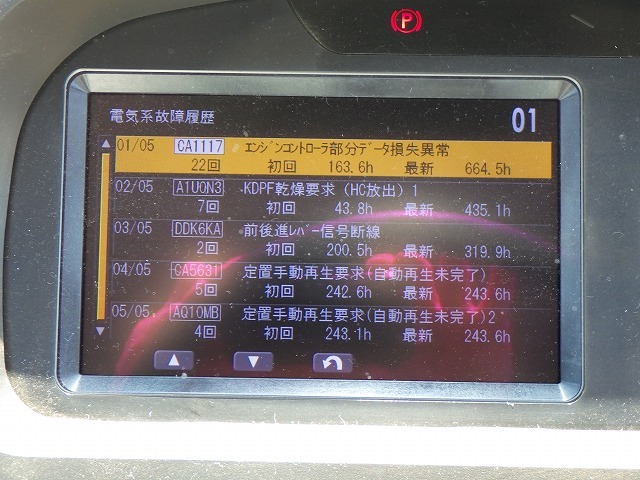 P
電気系故障履歴 01
01/05 CA1117 エンジンコントローラ部分データ損失異常
22回 初回 163.6h 最新 664.5h
02/05 A1U0N3 KDPF乾燥要求(HC放出)1
7回 初回 43.8h 最新 435.1h
03/05 DDK6KA 前後進レバー信号断線
2回 初回 200.5h 最新 319.9h
04/05 CA5631 定置手動再生要求(自動再生未完了)
5回 初回 242.6h 最新 243.6h
05/05 AQ10MB 定置手動再生要求(自動再生未完了)2
4回 初回 243.1h 最新 243.6h